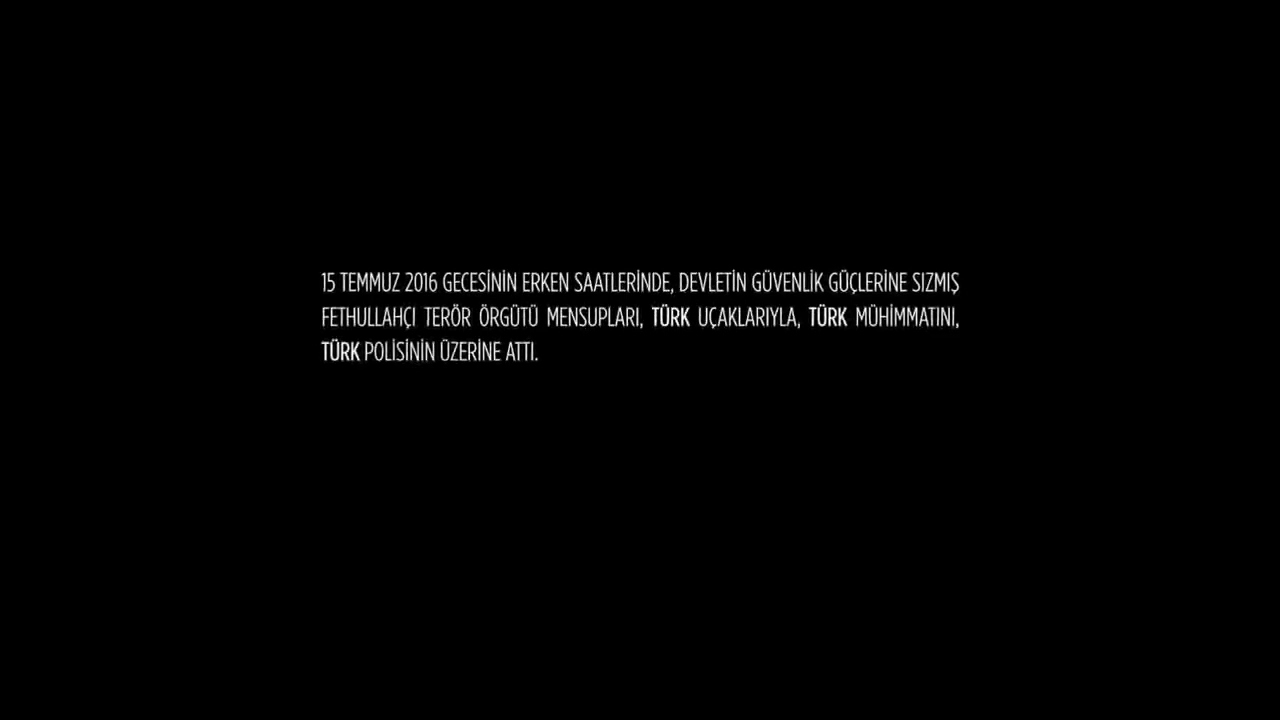 15 TEMMUZ 2016 GECESİNİN ERKEN SAATLERİNDE, DEVLETİN GÜVENLİK GÜÇLERİNE SIZMIŞ
FETHULLAHÇI TERÖR ÖRGÜTÜ MENSUPLARI, TÜRK UÇAKLARIYLA, TÜRK MÜHİMMATINI,
TÜRK POLİSİNİN ÜZERİNE ATTI.